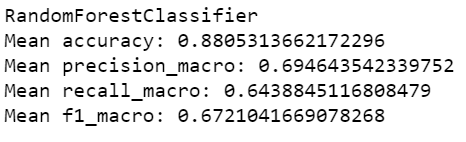 RandomForestClassifier
Mean accuracy: 0.8805313662172296
Mean precision_macro: 0.694643542339752
Mean recall_macro: 0.6438845116808479
Mean f1_macro: 0.6721041669078268